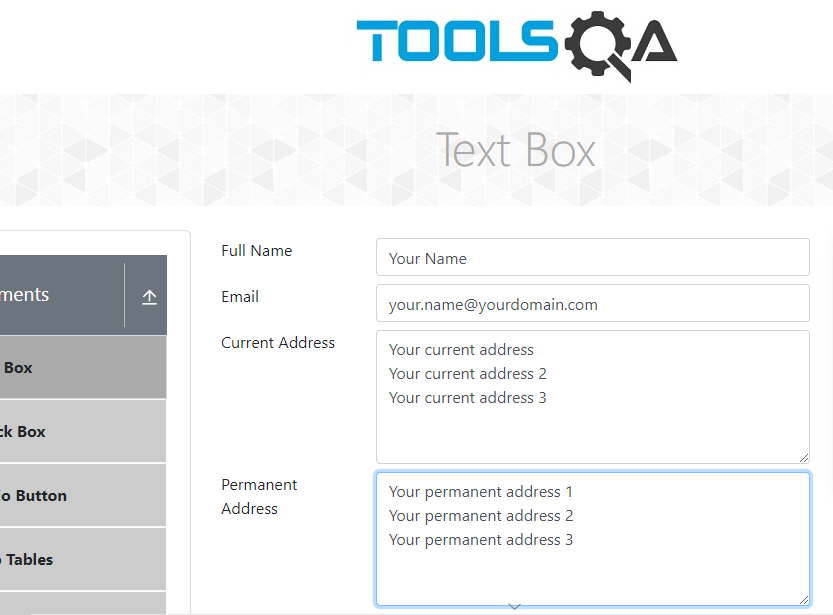 TOOLSQA
Text Box
ments
Box
ck Box
io Button
Tables
Full Name
Your Name
Email
your.name@yourdomain.com
Current Address
Your current address
Your current address 2
Your current address 3
Permanent
Address
Your permanent address 1
Your permanent address 2
Your permanent address 3